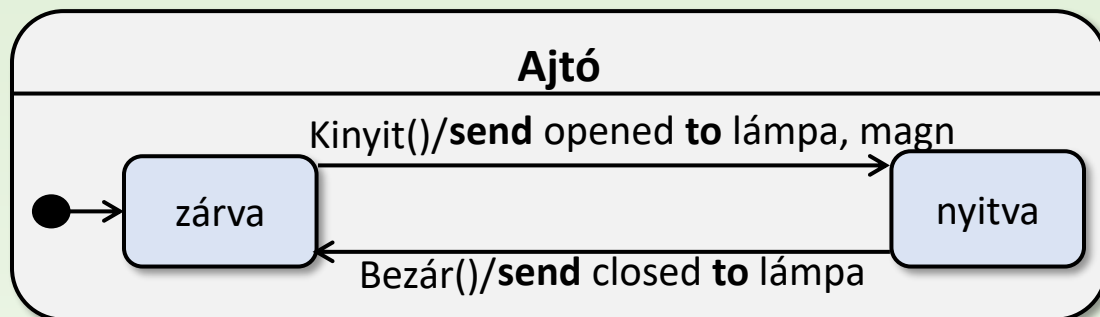 Ajtó
Kinyit()/send opened to lámpa, magn
zárva
nyitva
Bezár()/send closed to lámpa